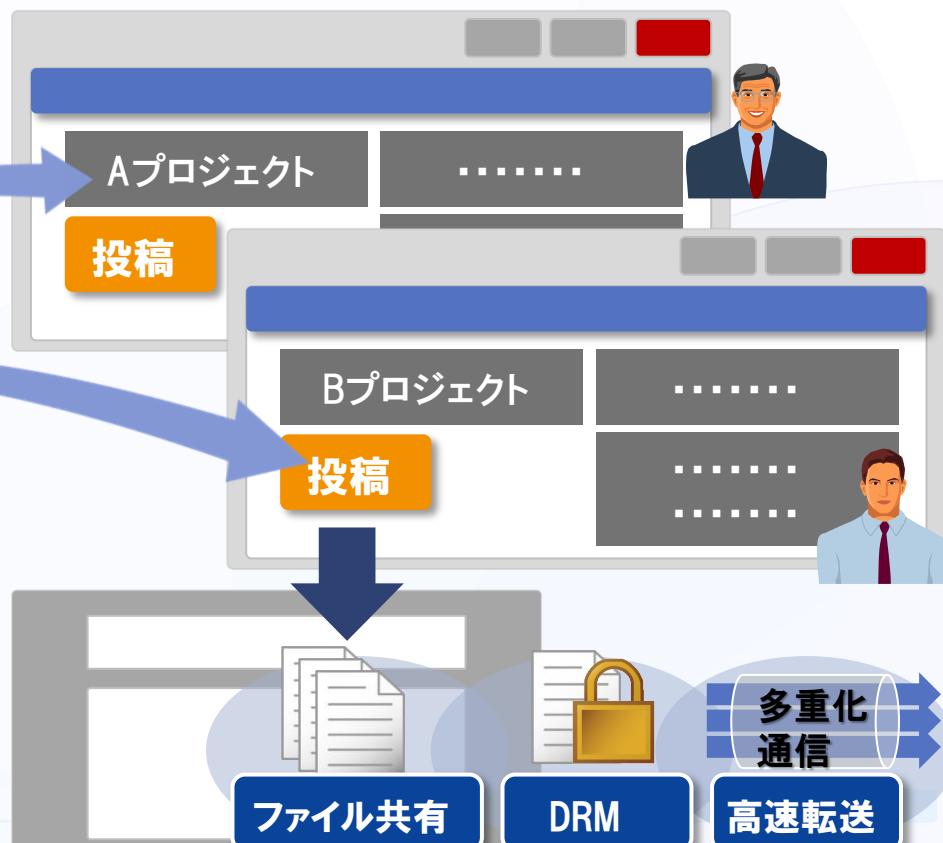 Aプロジェクト
.......
投稿
Bプロジェクト
.......
投稿
.......
.......
多重化
通信
ファイル共有
DRM
高速転送